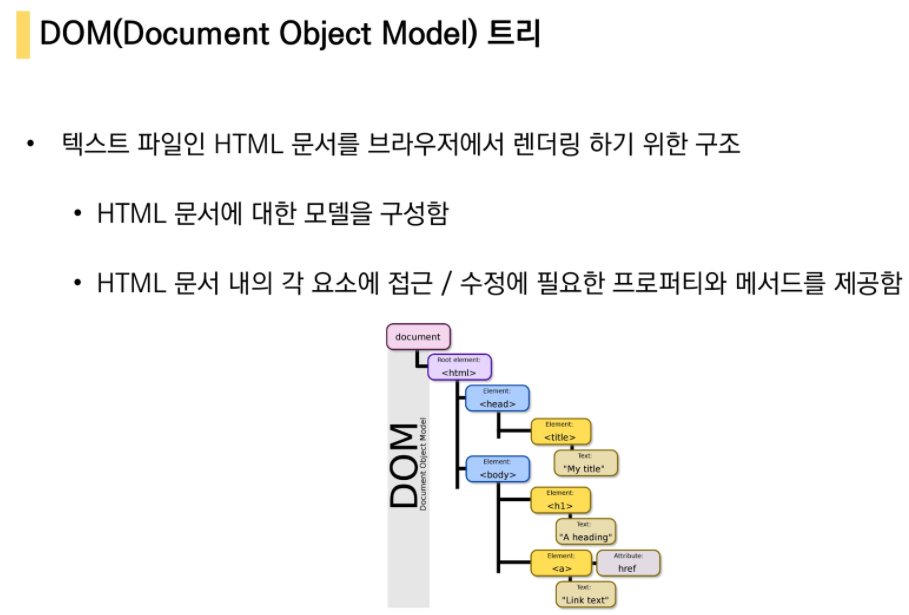 DOM(Document Object Model) 트리
• 텍스트 파일인 HTML 문서를 브라우저에서 렌더링 하기 위한 구조
• HTML 문서에 대한 모델을 구성함
• HTML 문서 내의 각 요소에 접근 / 수정에 필요한 프로퍼티와 메서드를 제공함
document
Root element:
<html>
Element:
<head>
Element:
<title>
Text:
"My title"
Element:
<body>
Element:
<h1>
Text:
"A heading"
Element:
<a>
Attribute:
href
Text:
"Link text"
DOM
Document Object Model